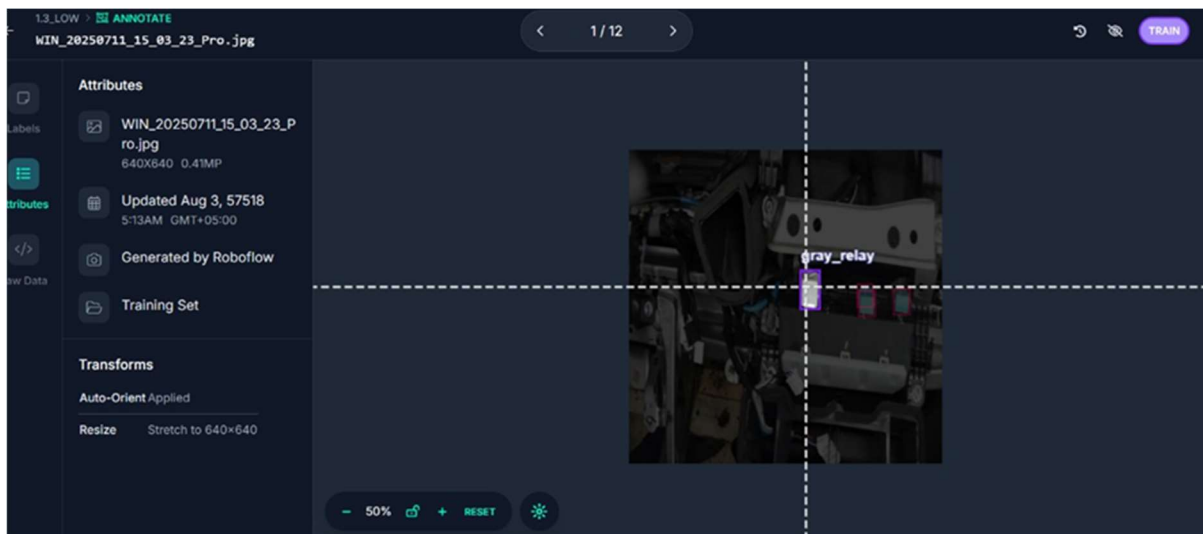 1.3_LOW > ANNOTATE
WIN_20250711_15_03_23_Pro.jpg
1 / 12
TRAIN
Labels
ttributes
aw Data
Attributes
WIN_20250711_15_03_23_P
ro.jpg
640X640 0.41MP
Updated Aug 3, 57518
5:13AM GMT+05:00
Generated by Roboflow
Training Set
Transforms
Auto-Orient Applied
Resize Stretch to 640×640
gray_relay
50% RESET